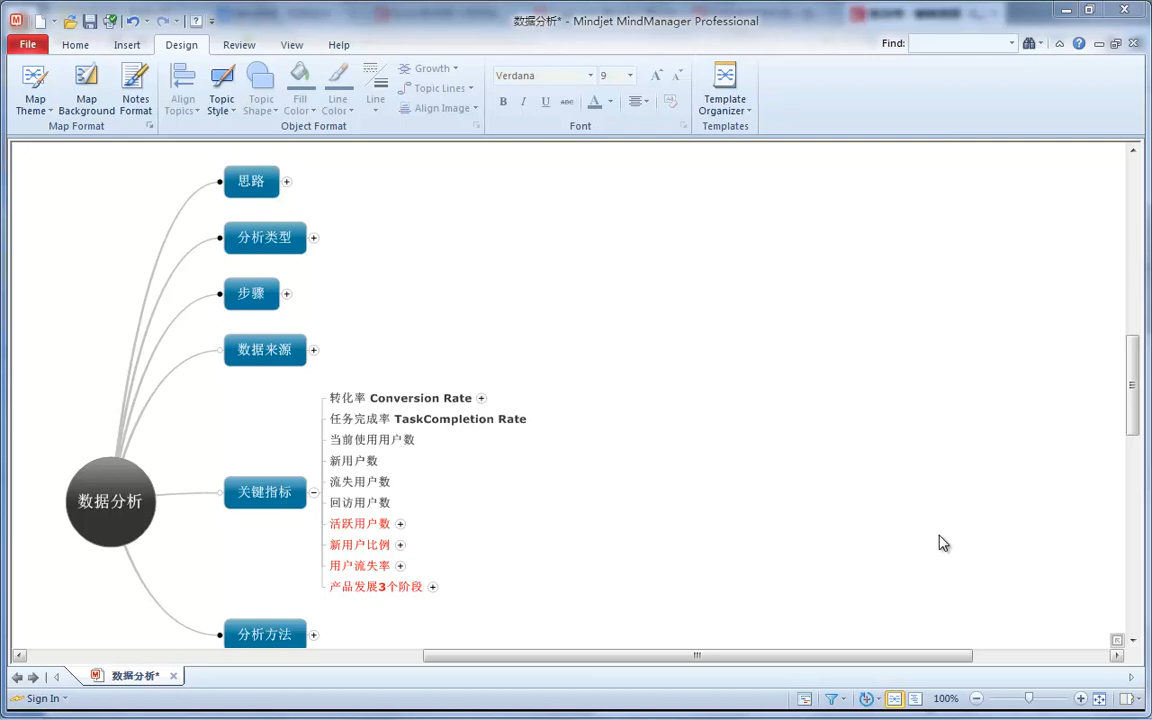 数据分析* - Mindjet MindManager Professional
File Home Insert Design Review View Help
Find:
Map Theme
Map Background
Notes Format
Align Topics
Topic Style
Topic Shape
Fill Color
Line Color
Line
Growth
Topic Lines
Align Image
Verdana 9
B I U ABC A
Template Organizer
Map Format
Object Format
Font
Templates
思路
分析类型
步骤
数据来源
转化率 Conversion Rate
任务完成率 TaskCompletion Rate
当前使用用户数
新用户数
流失用户数
回访用户数
活跃用户数
新用户比例
用户流失率
产品发展3个阶段
关键指标
数据分析
分析方法
数据分析*
Sign In
100%